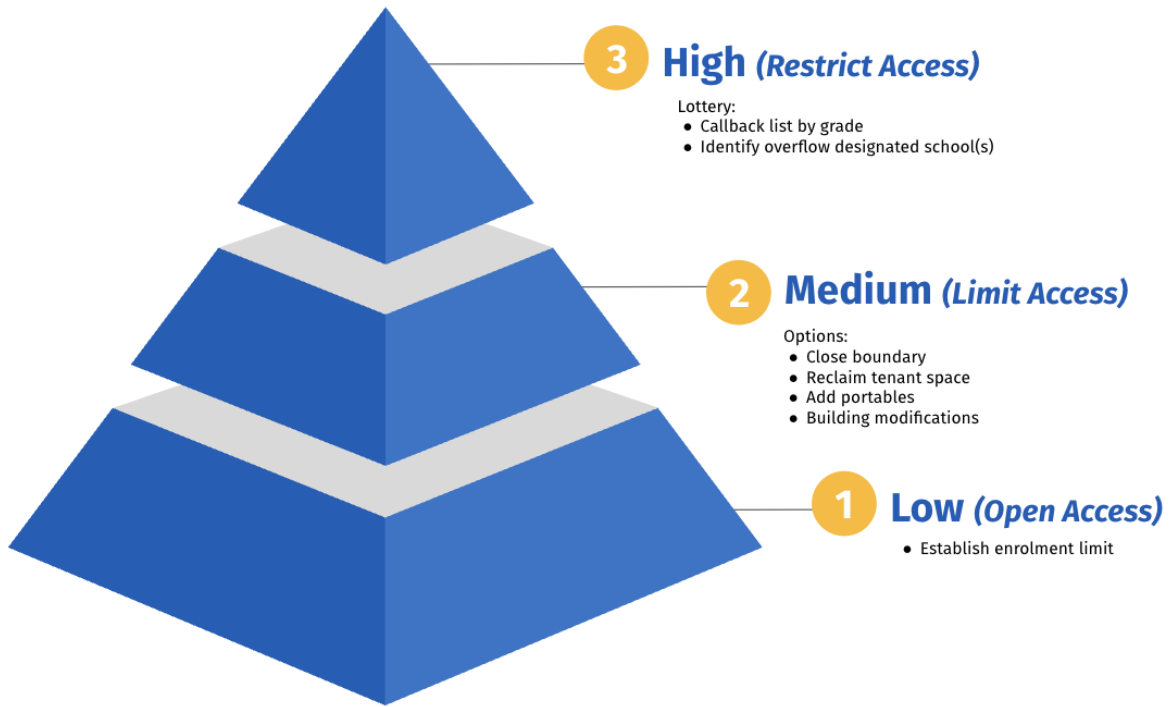 3
High (Restrict Access)
Lottery:
● Callback list by grade
● Identify overflow designated school(s)
2
Medium (Limit Access)
Options:
● Close boundary
● Reclaim tenant space
● Add portables
● Building modifications
1
Low (Open Access)
● Establish enrolment limit